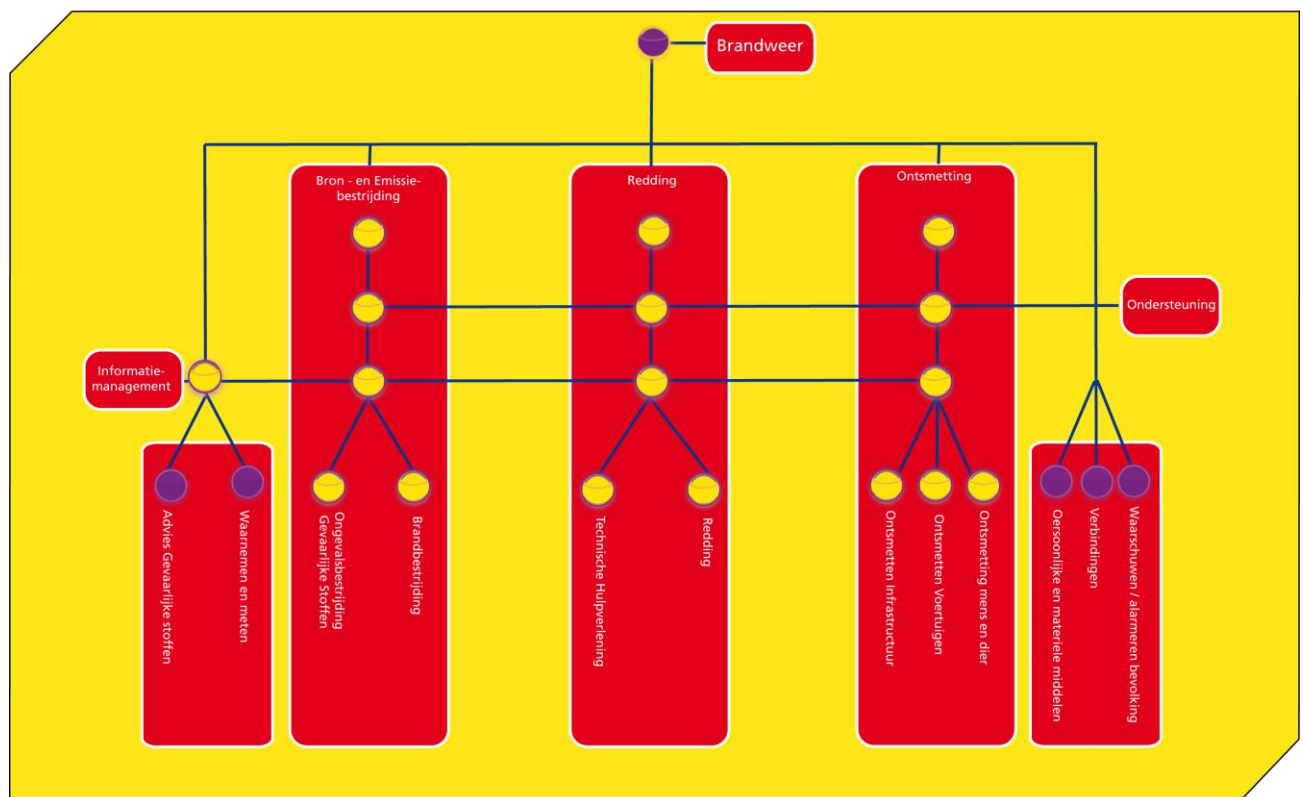 Brandweer
Bron - en Emissie-
bestrijding
Redding
Ontsmetting
Ondersteuning
Informatie-
management
Advies Gevaarlijke stoffen
Waarnemen en meten
Ongevalsbestrijding
Gevaarlijke Stoffen
Brandbestrijding
Technische Hulpverlening
Redding
Ontsmetten Infrastructuur
Ontsmetten Voertuigen
Ontsmetting mens en dier
Oersoonlijke en materiele middelen
Verbindingen
Waarschuwen / alarmeren bevolking